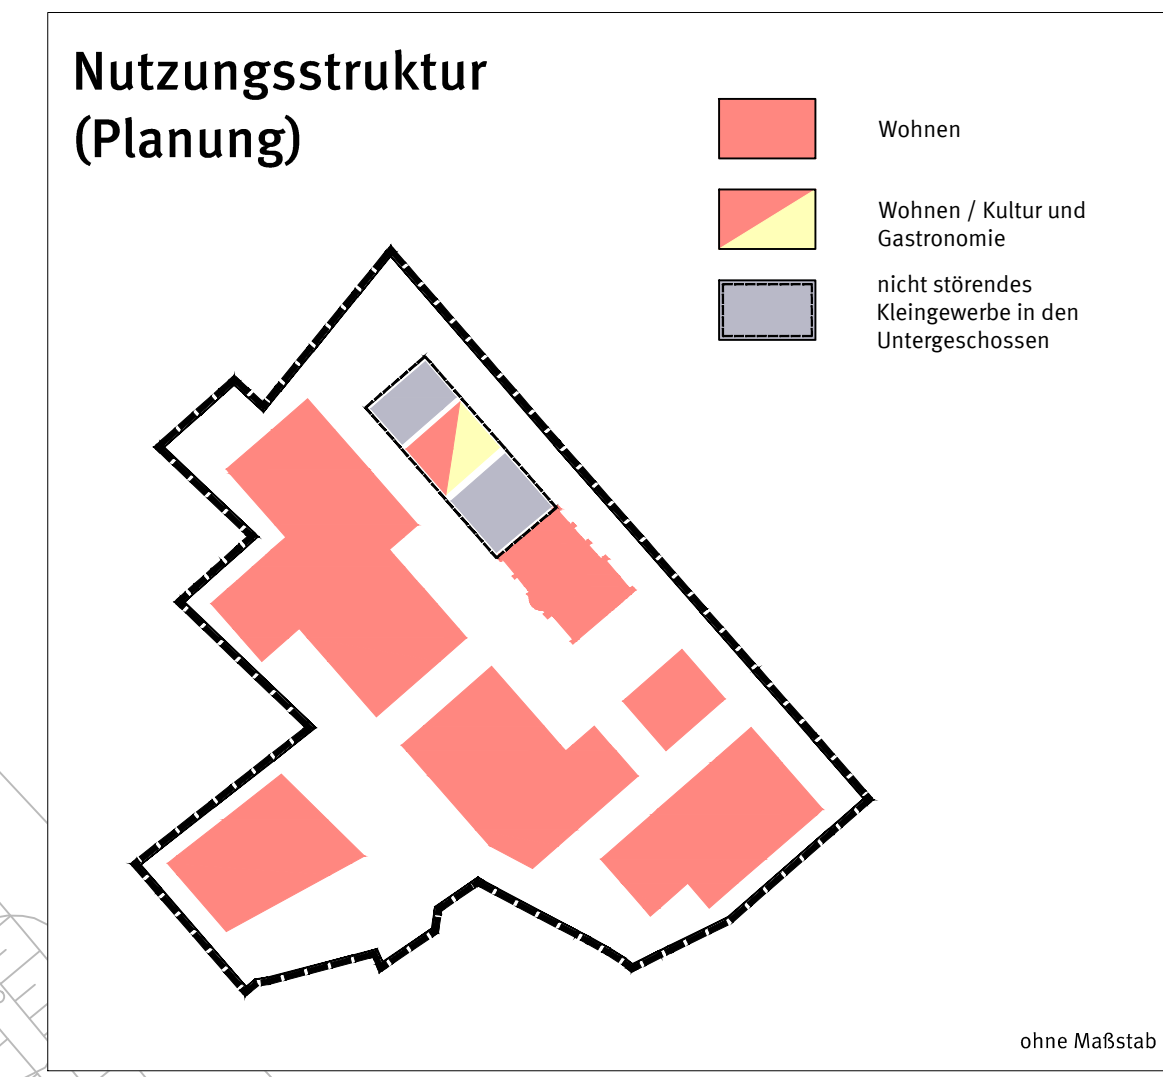 Nutzungsstruktur
(Planung)
Wohnen
Wohnen / Kultur und
Gastronomie
nicht störendes
Kleingewerbe in den
Untergeschossen
ohne Maßstab